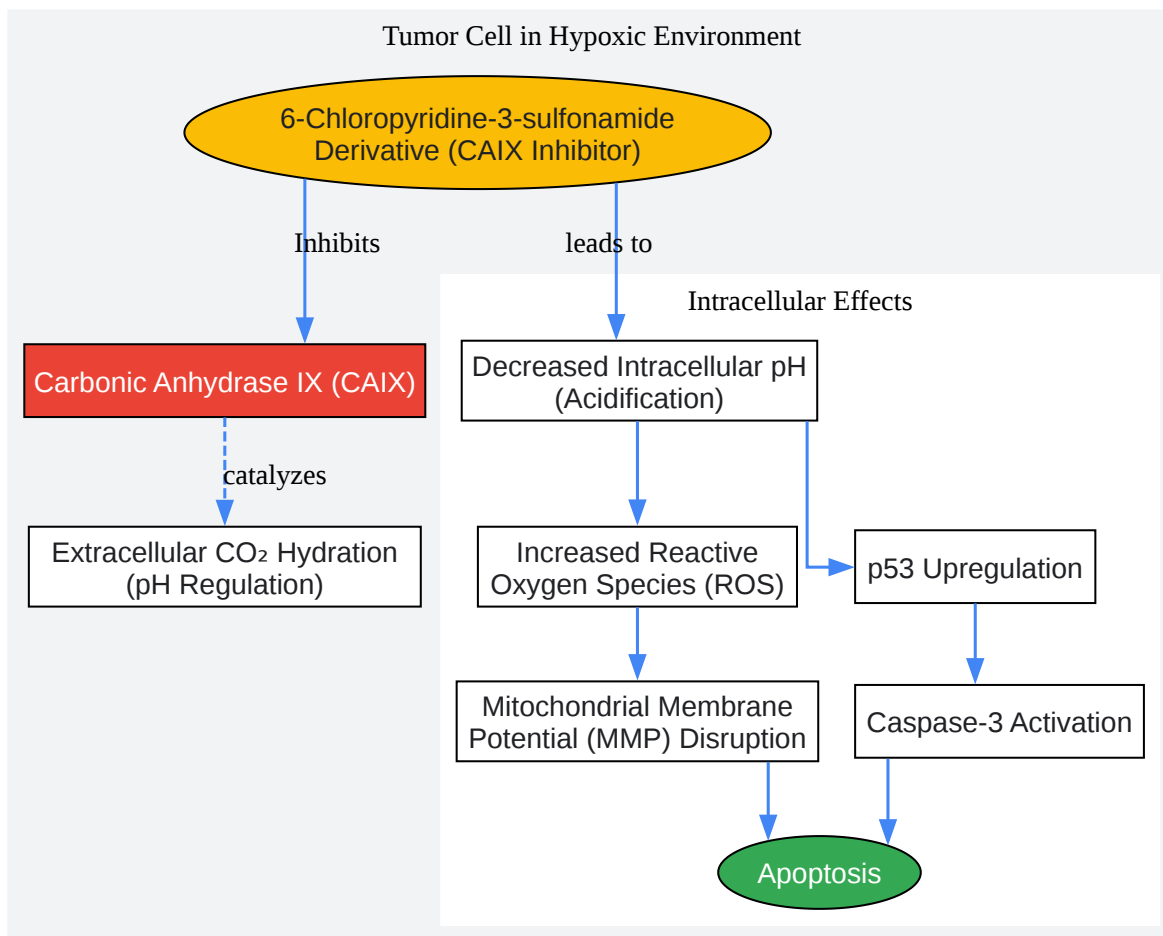 Tumor Cell in Hypoxic Environment
6-Chloropyridine-3-sulfonamide
Derivative (CAIX Inhibitor)
Inhibits
leads to
Intracellular Effects
Carbonic Anhydrase IX (CAIX)
Decreased Intracellular pH
(Acidification)
catalyzes
Extracellular CO₂ Hydration
(pH Regulation)
Increased Reactive
Oxygen Species (ROS)
p53 Upregulation
Mitochondrial Membrane
Potential (MMP) Disruption
Caspase-3 Activation
Apoptosis